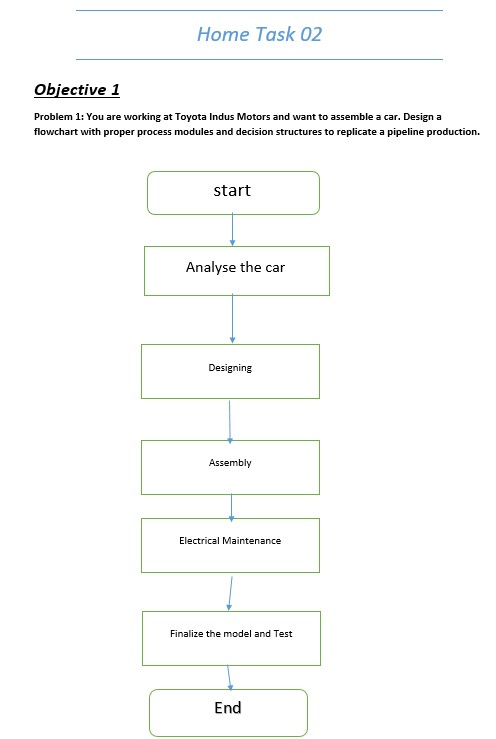 Home Task 02
Objective 1
Problem 1: You are working at Toyota Indus Motors and want to assemble a car. Design a
flowchart with proper process modules and decision structures to replicate a pipeline production.
start
Analyse the car
Designing
Assembly
Electrical Maintenance
Finalize the model and Test
End